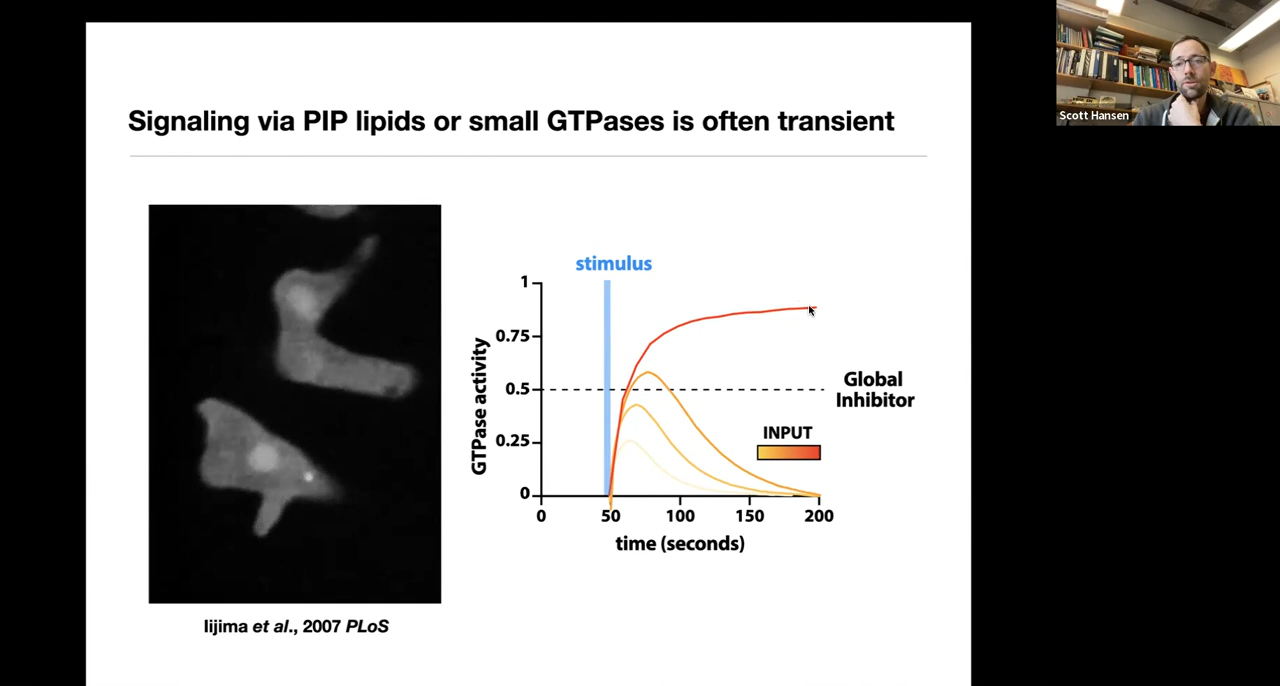 Signaling via PIP lipids or small GTPases is often transient
Scott Hansen
stimulus
1
0.75
0.5
0.25
0
GTPase activity
Global
Inhibitor
INPUT
0
50
100
150
200
time (seconds)
Iijima et al., 2007 PLoS